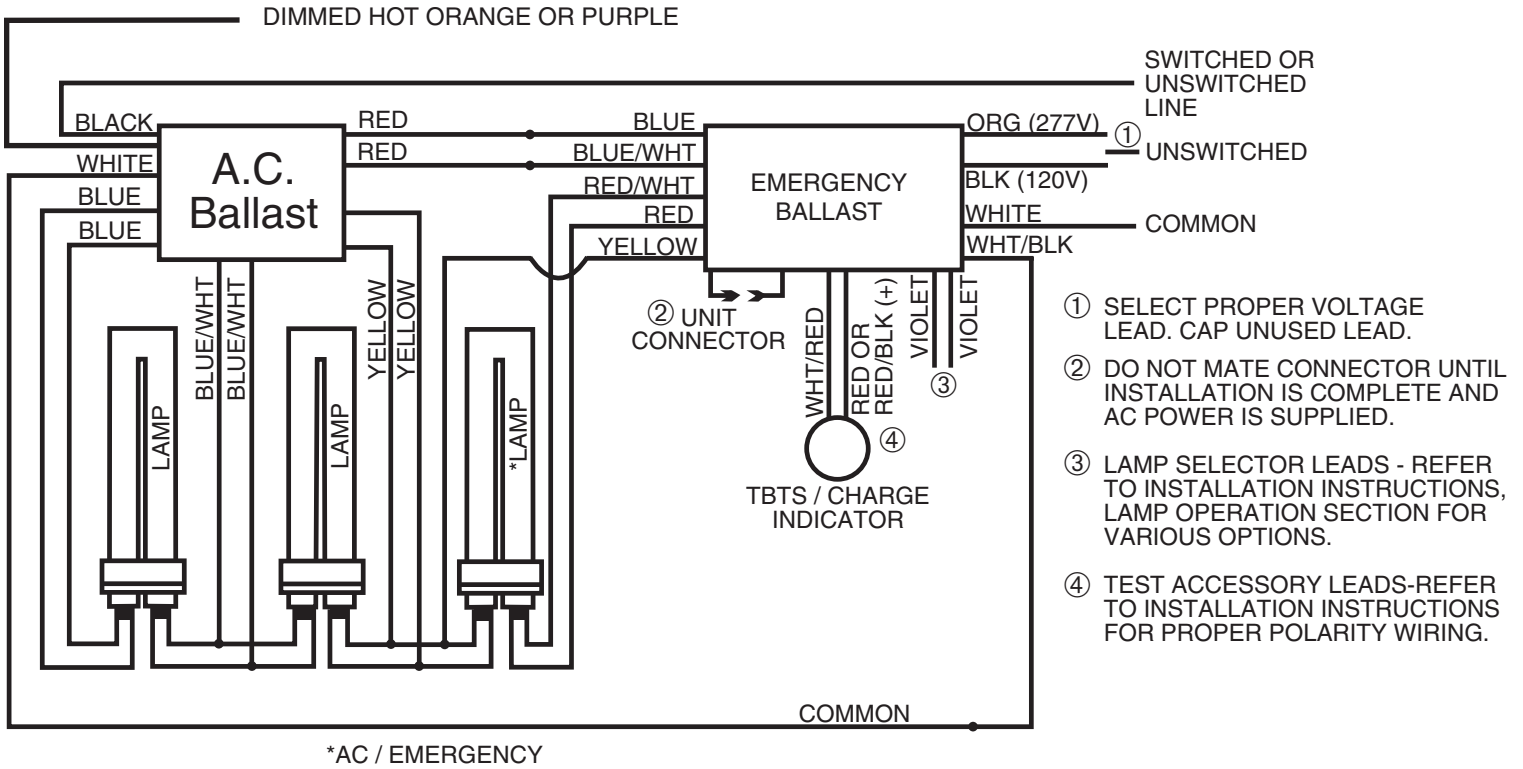 DIMMED HOT ORANGE OR PURPLE
SWITCHED OR
UNSWITCHED
LINE
BLACK
RED
BLUE
ORG (277V)
①
UNSWITCHED
WHITE
RED
BLUE/WHT
BLK (120V)
A.C.
Ballast
EMERGENCY
BALLAST
BLUE
RED/WHT
WHITE
COMMON
BLUE
RED
YELLOW
WHT/BLK
BLUE/WHT
BLUE/WHT
YELLOW
YELLOW
② UNIT
CONNECTOR
WHT/RED
RED OR
RED/BLK (+)
VIOLET
VIOLET
③
④
LAMP
LAMP
*LAMP
TBTS / CHARGE
INDICATOR
① SELECT PROPER VOLTAGE
LEAD. CAP UNUSED LEAD.
② DO NOT MATE CONNECTOR UNTIL
INSTALLATION IS COMPLETE AND
AC POWER IS SUPPLIED.
③ LAMP SELECTOR LEADS - REFER
TO INSTALLATION INSTRUCTIONS,
LAMP OPERATION SECTION FOR
VARIOUS OPTIONS.
④ TEST ACCESSORY LEADS-REFER
TO INSTALLATION INSTRUCTIONS
FOR PROPER POLARITY WIRING.
COMMON
*AC / EMERGENCY